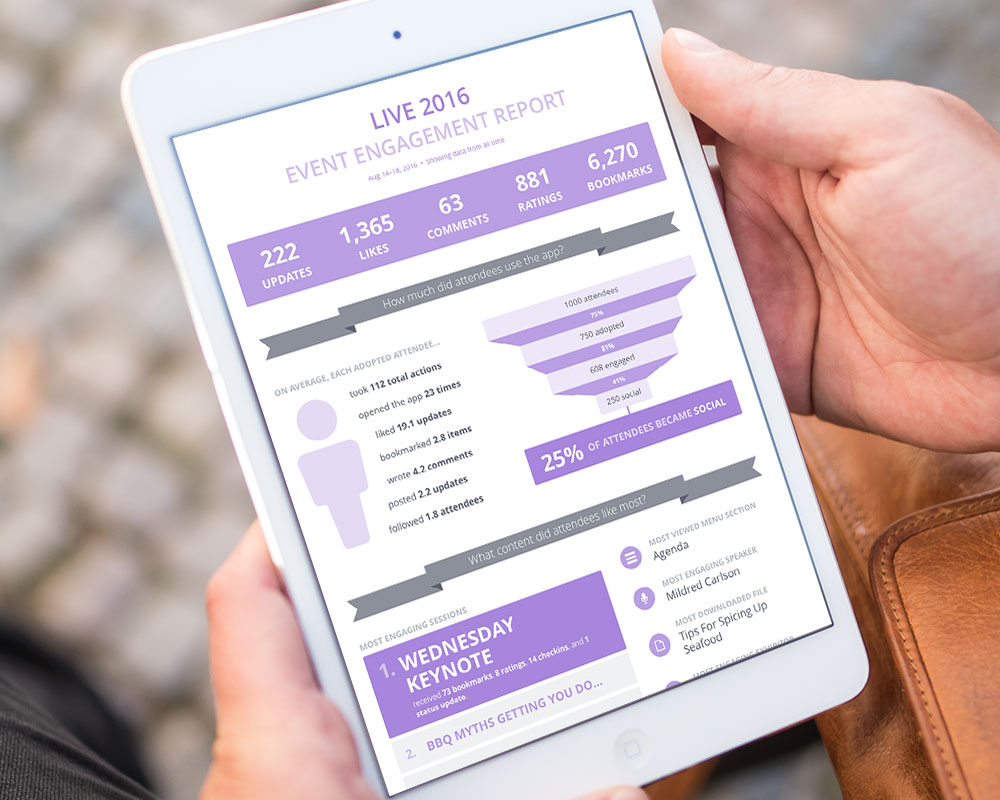 LIVE 2016
EVENT ENGAGEMENT REPORT
Aug 14–18, 2016 • Showing data from all time
222
UPDATES
1,365
LIKES
63
COMMENTS
881
RATINGS
6,270
BOOKMARKS
How much did attendees use the app?
ON AVERAGE, EACH ADOPTED ATTENDEE...
took 112 total actions
opened the app 23 times
liked 19.1 updates
bookmarked 2.8 items
wrote 4.2 comments
posted 2.2 updates
followed 1.8 attendees
1000 attendees
75%
750 adopted
81%
608 engaged
41%
250 social
25% OF ATTENDEES BECAME SOCIAL
What content did attendees like most?
MOST ENGAGING SESSIONS
1. WEDNESDAY
KEYNOTE
received 73 bookmarks, 8 ratings, 14 checkins, and 1
status update.
2. BBQ MYTHS GETTING YOU DO...
MOST VIEWED MENU SECTION
Agenda
MOST ENGAGING SPEAKER
Mildred Carlson
MOST DOWNLOADED FILE
Tips For Spicing Up
Seafood
MOST ENGAGING EXHIBITOR